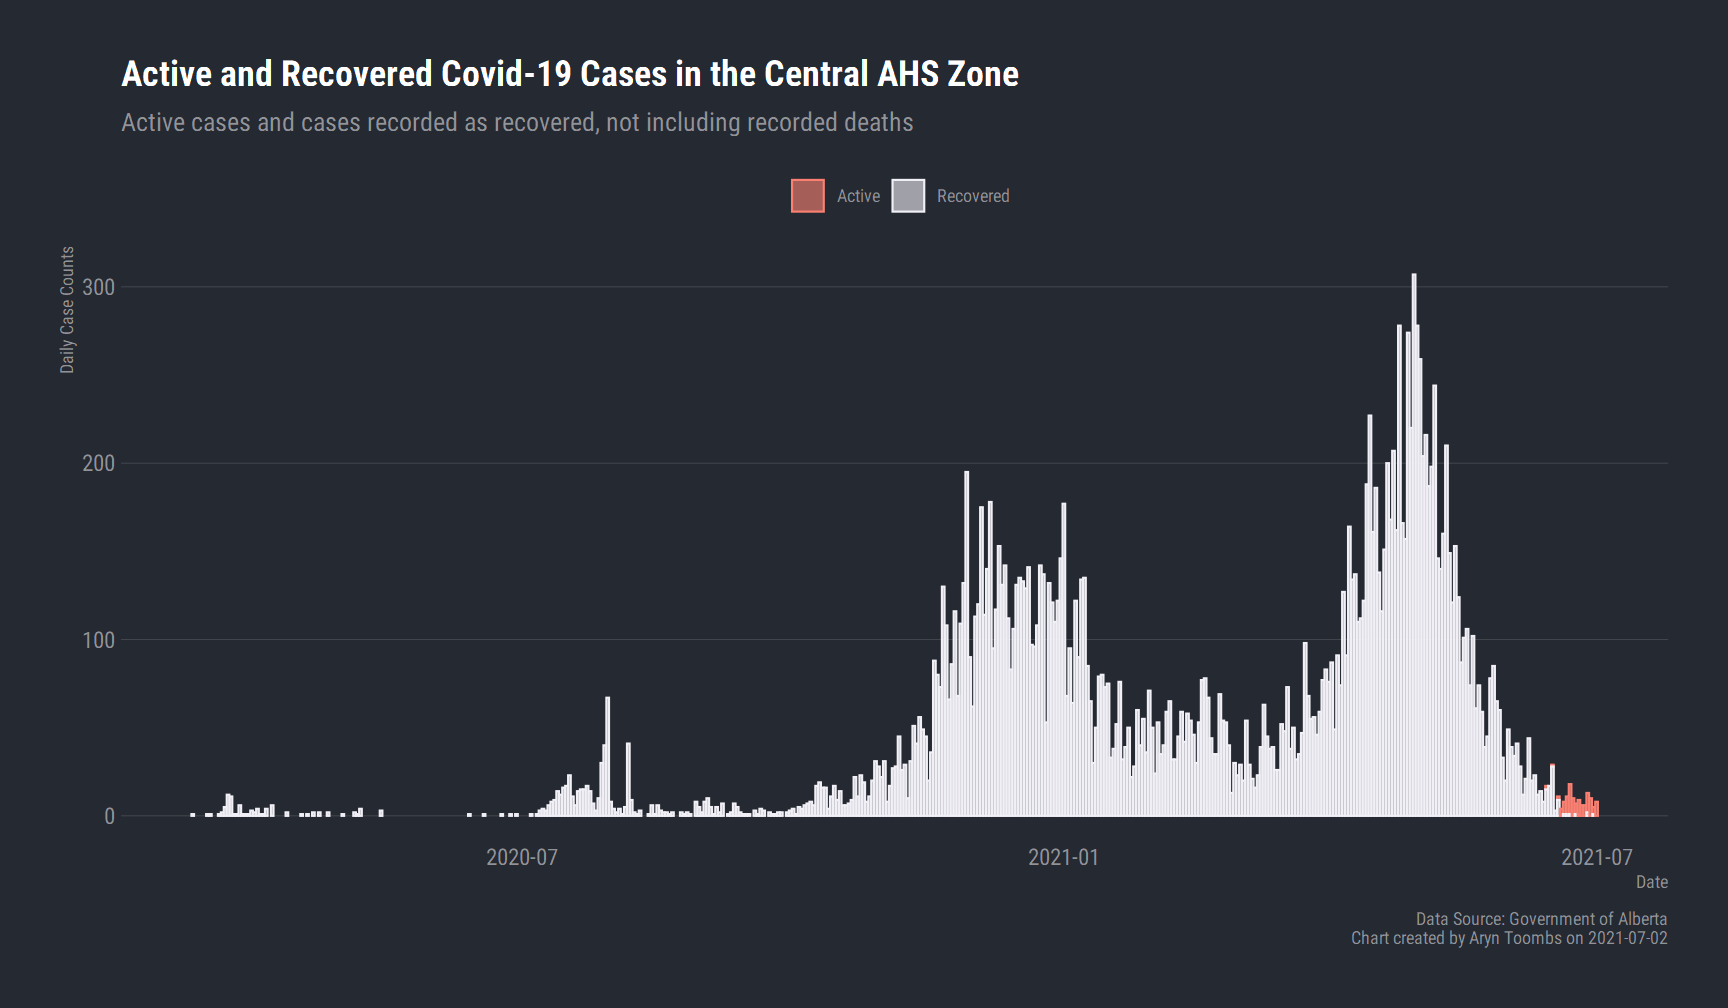 Active and Recovered Covid-19 Cases in the Central AHS Zone
Active cases and cases recorded as recovered, not including recorded deaths
Active
Recovered
Daily Case Counts
300
200
100
0
2020-07
2021-01
2021-07
Date
Data Source: Government of Alberta
Chart created by Aryn Toombs on 2021-07-02